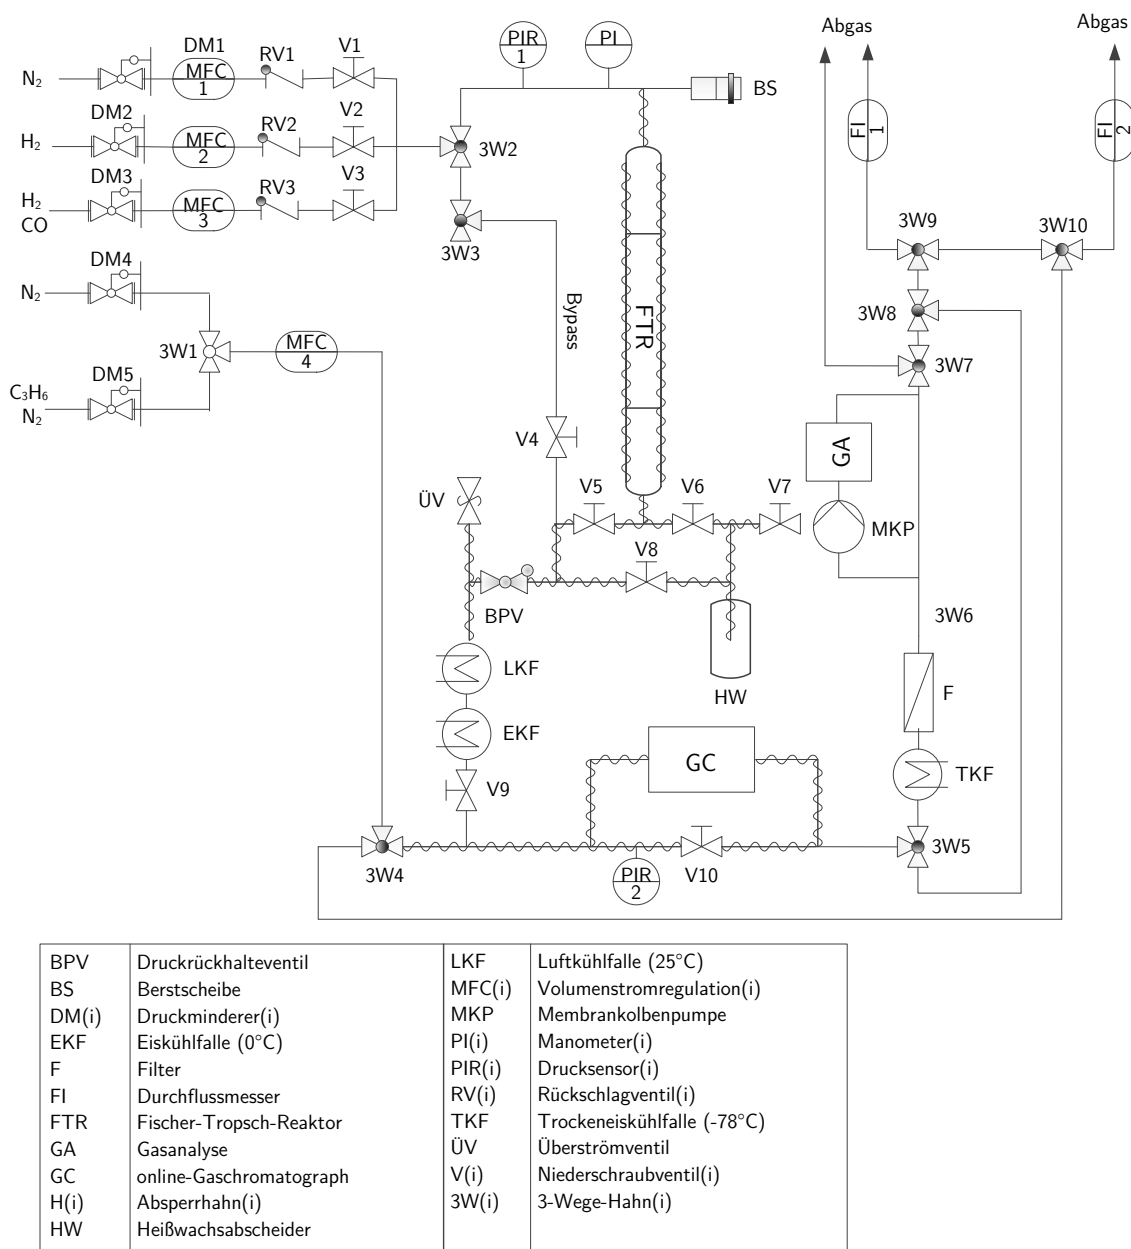 Abgas
Abgas
DM1
RV1
V1
PIR
1
PI
N₂
MFC
1
BS
DM2
RV2
V2
FI
1
FI
2
H₂
MFC
2
3W2
DM3
RV3
V3
H₂
CO
MFC
3
3W3
3W9
3W10
DM4
N₂
Bypass
FTR
3W8
3W1
MFC
4
3W7
DM5
C₃H₆
N₂
V4
GA
ÜV
V5
V6
V7
MKP
V8
BPV
3W6
LKF
HW
F
EKF
GC
TKF
V9
3W4
PIR
2
V10
3W5
BPV Druckrückhalteventil LKF Luftkühlfalle (25°C)
BS Berstscheibe MFC(i) Volumenstromregulation(i)
DM(i) Druckminderer(i) MKP Membrankolbenpumpe
EKF Eiskühlfalle (0°C) PI(i) Manometer(i)
F Filter PIR(i) Drucksensor(i)
FI Durchflussmesser RV(i) Rückschlagventil(i)
FTR Fischer-Tropsch-Reaktor TKF Trockeneiskühlfalle (-78°C)
GA Gasanalyse ÜV Überströmventil
GC online-Gaschromatograph V(i) Niederschraubventil(i)
H(i) Absperrhahn(i) 3W(i) 3-Wege-Hahn(i)
HW Heißwachsabscheider